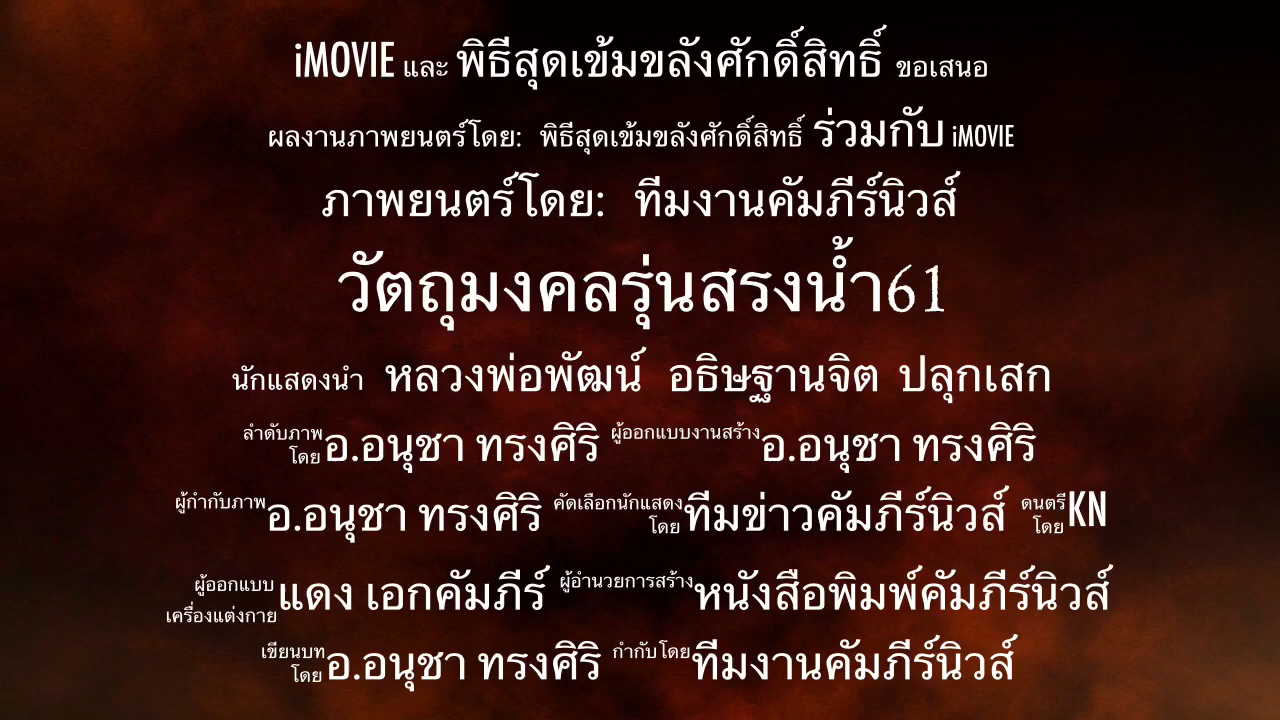 iMOVIE และ พิธีสุดเข้มขลังศักดิ์สิทธิ์ ขอเสนอ
ผลงานภาพยนตร์โดย: พิธีสุดเข้มขลังศักดิ์สิทธิ์ ร่วมกับ iMOVIE
ภาพยนตร์โดย: ทีมงานคัมภีร์นิวส์
วัตถุมงคลรุ่นสรงน้ำ61
นักแสดงนำ หลวงพ่อพัฒน์ อธิษฐานจิต ปลุกเสก
ลำดับภาพโดย อ.อนุชา ทรงศิริ ผู้ออกแบบงานสร้าง อ.อนุชา ทรงศิริ
ผู้กำกับภาพ อ.อนุชา ทรงศิริ คัดเลือกนักแสดงโดย ทีมข่าวคัมภีร์นิวส์ ดนตรีโดย KN
ผู้ออกแบบเครื่องแต่งกาย แดง เอกคัมภีร์ ผู้อำนวยการสร้าง หนังสือพิมพ์คัมภีร์นิวส์
เขียนบทโดย อ.อนุชา ทรงศิริ กำกับโดย ทีมงานคัมภีร์นิวส์